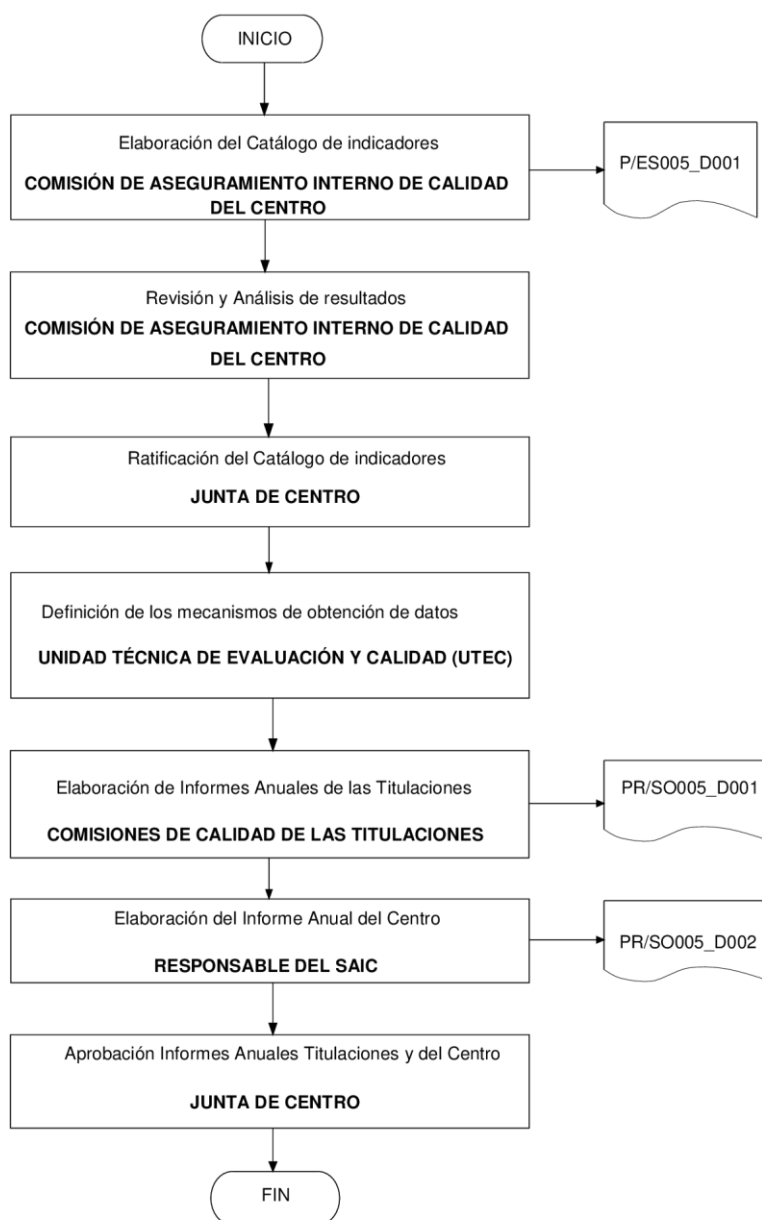 INICIO
Elaboración del Catálogo de indicadores
COMISIÓN DE ASEGURAMIENTO INTERNO DE CALIDAD
DEL CENTRO
P/ES005_D001
Revisión y Análisis de resultados
COMISIÓN DE ASEGURAMIENTO INTERNO DE CALIDAD
DEL CENTRO
Ratificación del Catálogo de indicadores
JUNTA DE CENTRO
Definición de los mecanismos de obtención de datos
UNIDAD TÉCNICA DE EVALUACIÓN Y CALIDAD (UTEC)
Elaboración de Informes Anuales de las Titulaciones
COMISIONES DE CALIDAD DE LAS TITULACIONES
PR/SO005_D001
Elaboración del Informe Anual del Centro
RESPONSABLE DEL SAIC
PR/SO005_D002
Aprobación Informes Anuales Titulaciones y del Centro
JUNTA DE CENTRO
FIN